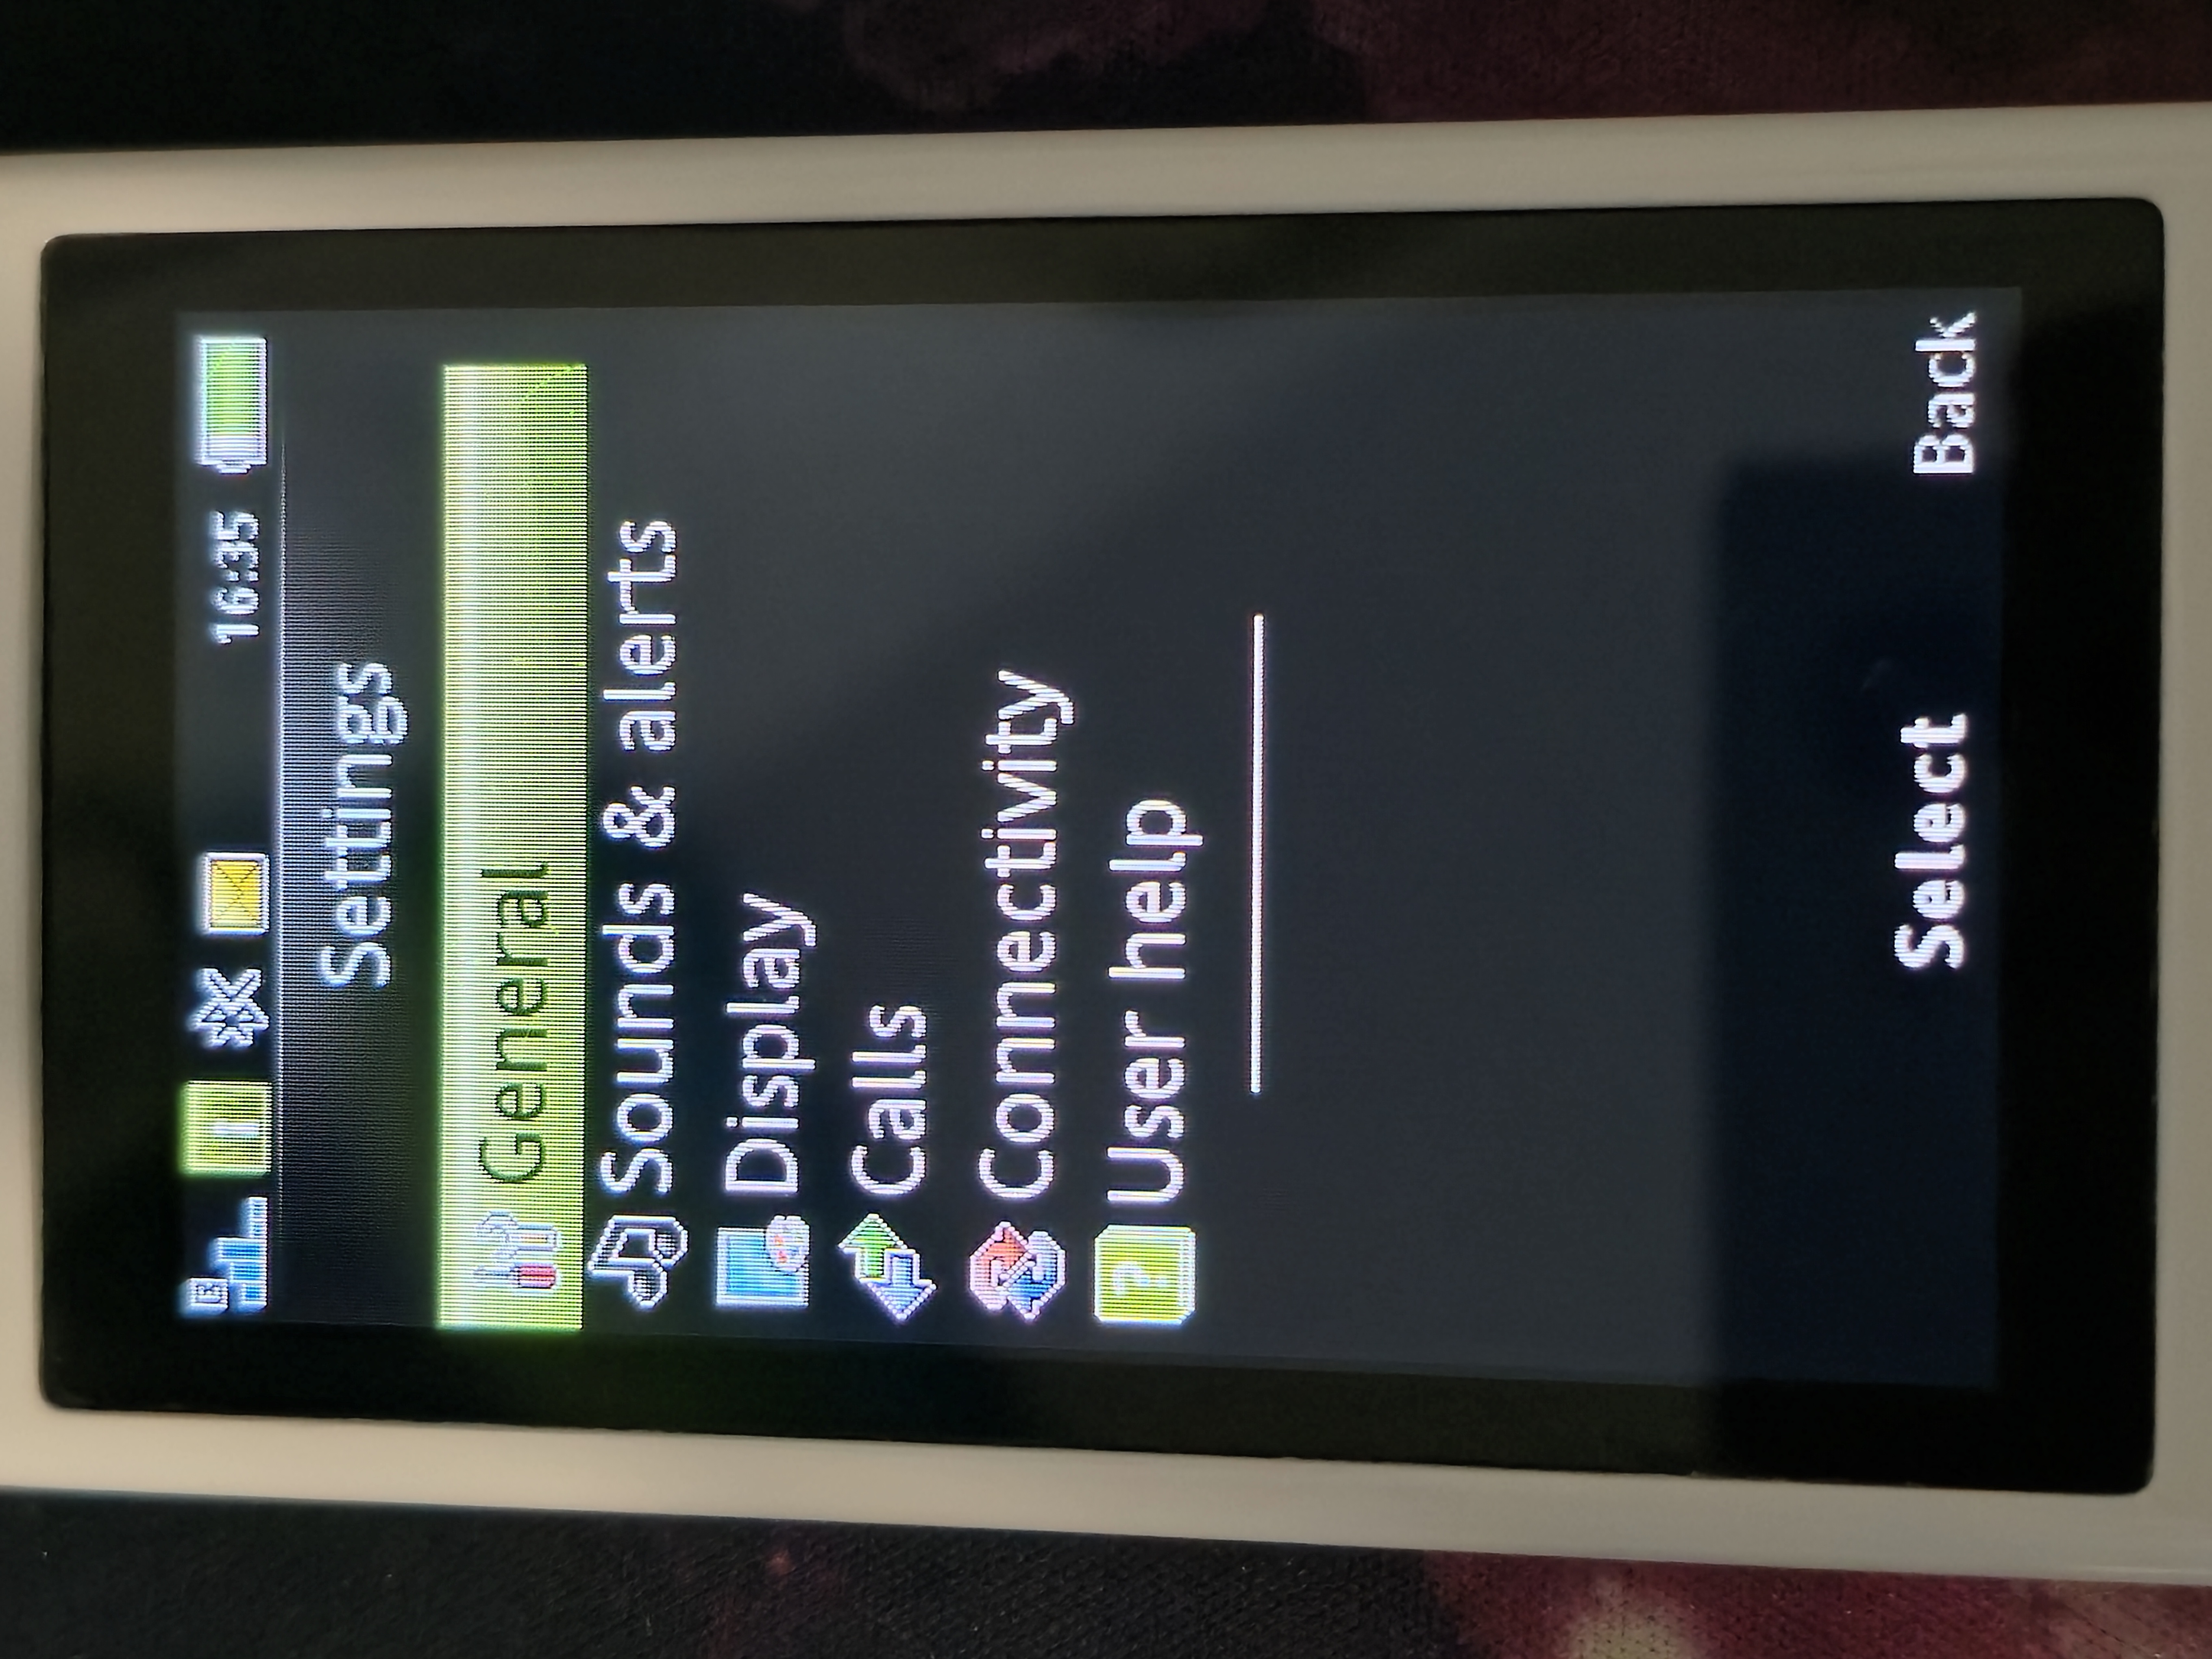 16:35
Settings
General
Sounds & alerts
Display
Calls
Connectivity
User help
Select Back